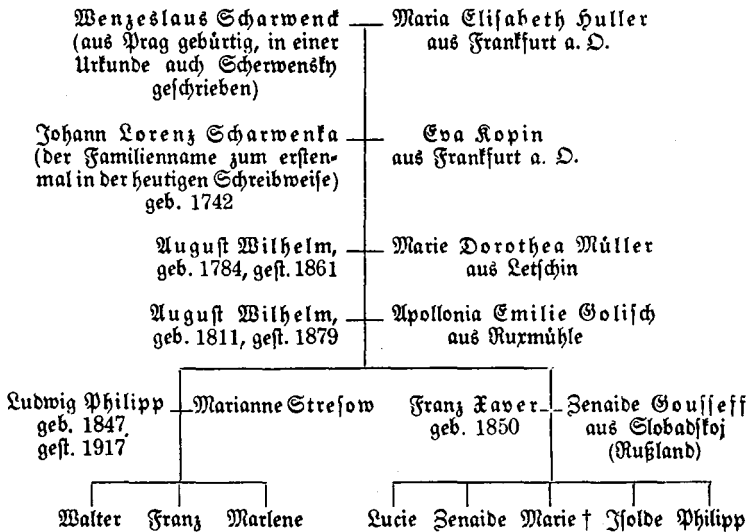 Wenzeslaus Scharwenck
(aus Prag gebürtig, in einer
Urkunde auch Scherwensky
geschrieben)
Maria Elisabeth Huller
aus Frankfurt a. O.
Johann Lorenz Scharwenka
(der Familienname zum ersten-
mal in der heutigen Schreibweise)
geb. 1742
Eva Kopin
aus Frankfurt a. O.
August Wilhelm,
geb. 1784, gest. 1861
Marie Dorothea Müller
aus Letschin
August Wilhelm,
geb. 1811, gest. 1879
Apollonia Emilie Golisch
aus Ruxmühle
Ludwig Philipp
geb. 1847
gest. 1917
Marianne Stresow
Franz Xaver
geb. 1850
Zenaide Gousseff
aus Slobadskoj
(Rußland)
Walter Franz Marlene
Lucie Zenaide Marie † Isolde Philipp